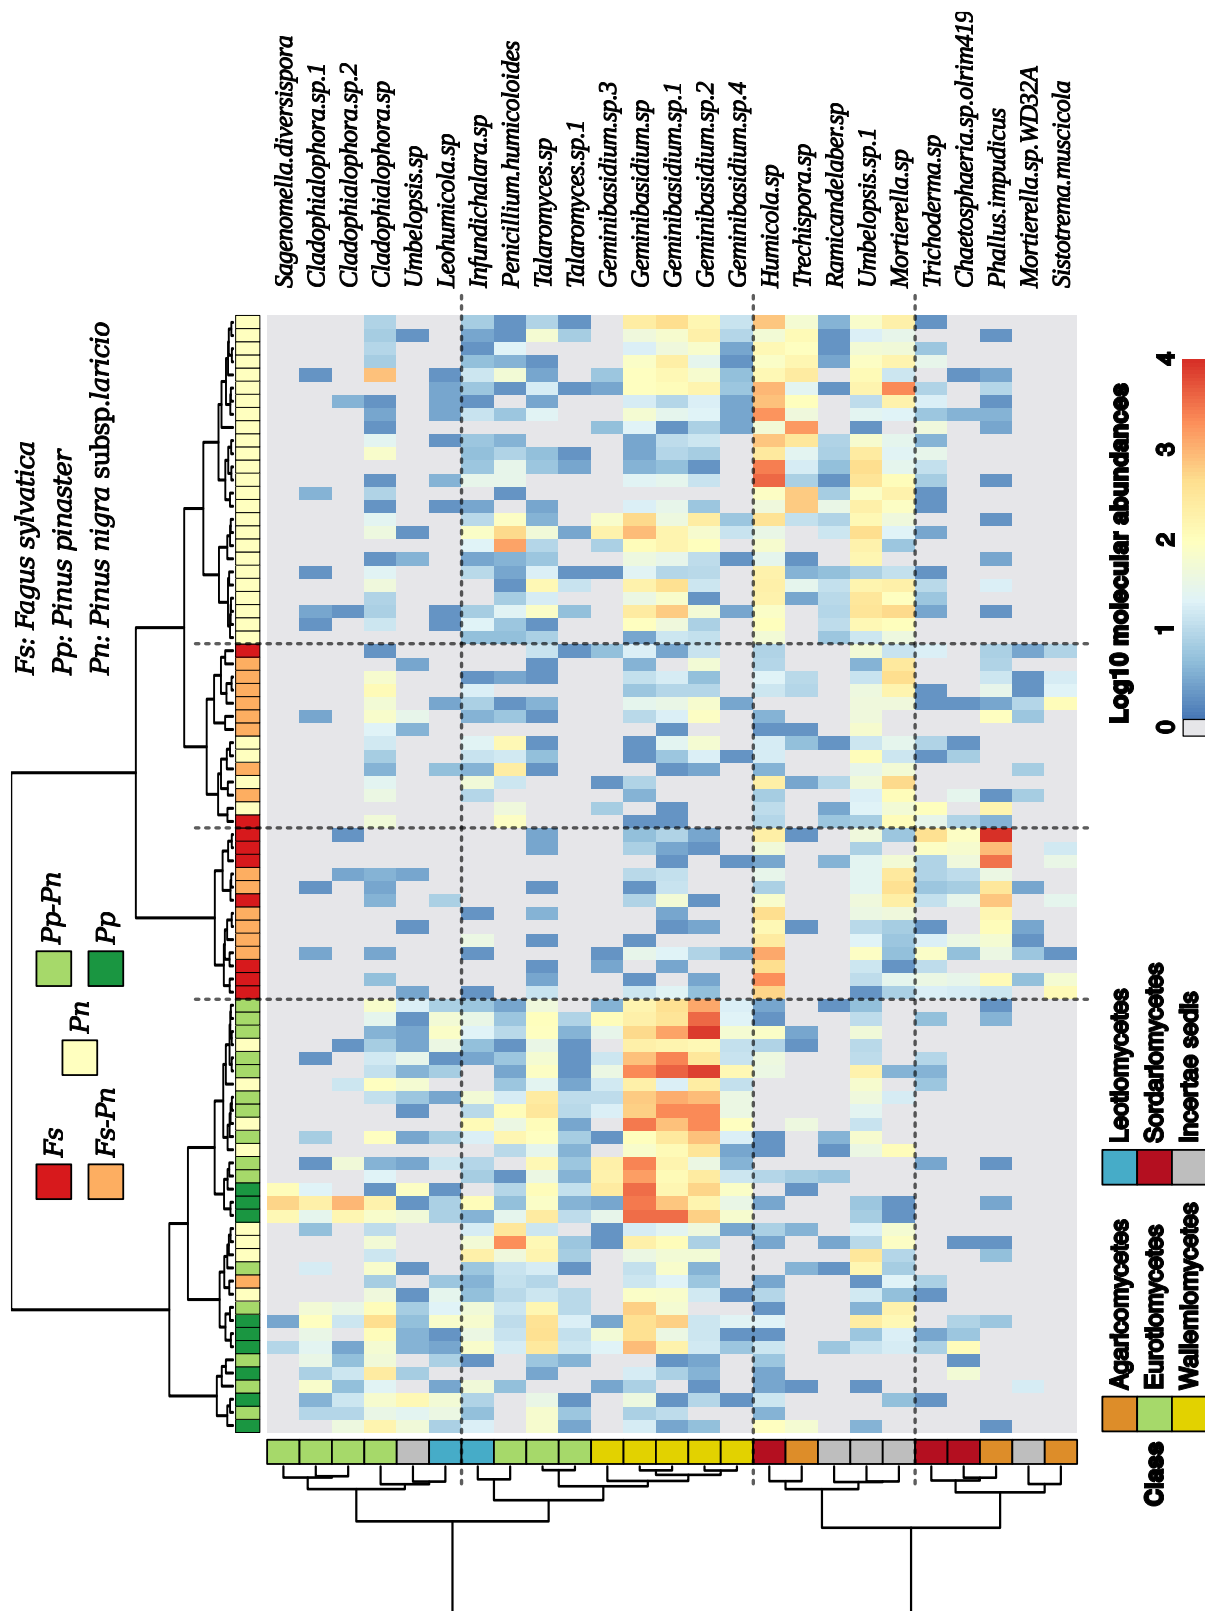 Fs: Fagus sylvatica
Pp: Pinus pinaster
Pn: Pinus nigra subsp.laricio
Fs
Fs-Pn
Pn
Pp-Pn
Pp
Sagenomella.diversispora
Cladophialophora.sp.1
Cladophialophora.sp.2
Cladophialophora.sp
Umbelopsis.sp
Leohumicola.sp
Infundichalara.sp
Penicillium.humicoloides
Talaromyces.sp
Talaromyces.sp.1
Geminibasidium.sp.3
Geminibasidium.sp
Geminibasidium.sp.1
Geminibasidium.sp.2
Geminibasidium.sp.4
Humicola.sp
Trechispora.sp
Ramicandelaber.sp
Umbelopsis.sp.1
Mortierella.sp
Trichoderma.sp
Chaetosphaeria.sp.olrim419
Phallus.impudicus
Mortierella.sp.WD32A
Sistotrema.muscicola
Log10 molecular abundances
0 1 2 3 4
Class
Agaricomycetes
Eurotiomycetes
Wallemiomycetes
Leotiomycetes
Sordariomycetes
Incertae sedis